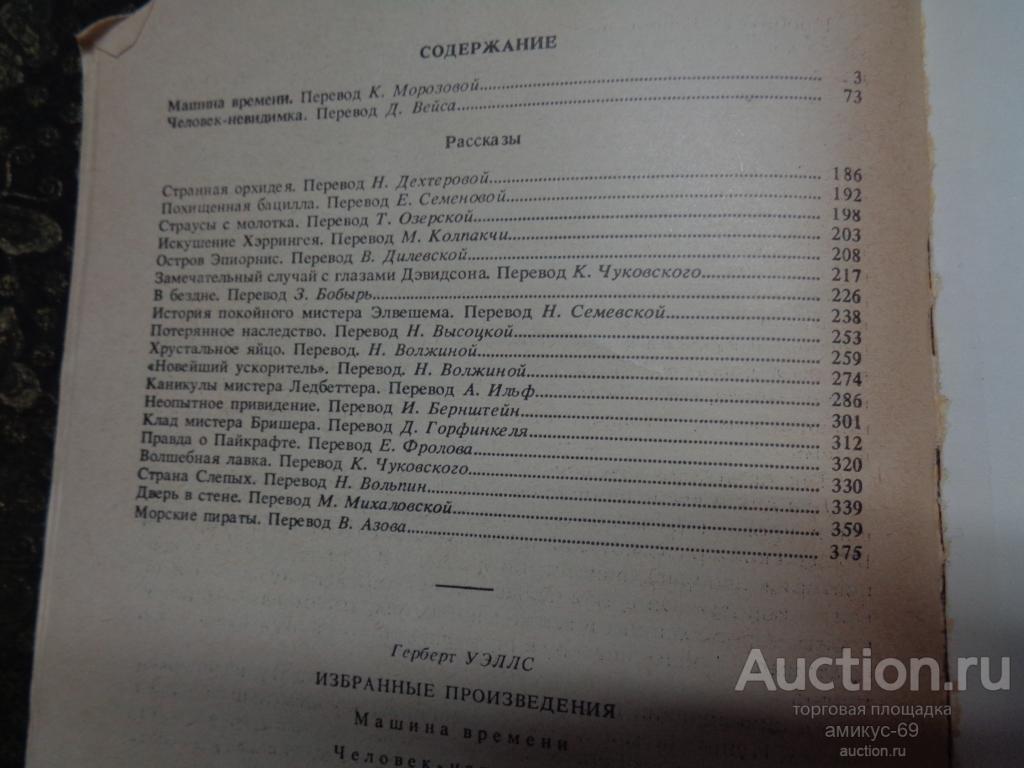 СОДЕРЖАНИЕ
Машина времени. Перевод К. Морозовой 3
Человек-невидимка. Перевод Д. Вейса 73
Рассказы
Странная орхидея. Перевод Н. Дехтеровой 186
Похищенная бацилла. Перевод Е. Семеновой 192
Страусы с молотка. Перевод Т. Озерской 198
Искушение Хэррингея. Перевод М. Колпакчи 203
Остров Эпиорнис. Перевод В. Дилевской 208
Замечательный случай с глазами Дэвидсона. Перевод К. Чуковского 217
В бездне. Перевод З. Бобырь 226
История покойного мистера Элвешема. Перевод Н. Семевской 238
Потерянное наследство. Перевод Н. Высоцкой 253
Хрустальное яйцо. Перевод. Н. Волжиной 259
«Новейший ускоритель». Перевод. Н. Волжиной 274
Каникулы мистера Ледбеттера. Перевод А. Ильф 286
Неопытное привидение. Перевод И. Бернштейн 301
Клад мистера Бришера. Перевод Д. Горфинкеля 312
Правда о Пайкрафте. Перевод Е. Фролова 320
Волшебная лавка. Перевод К. Чуковского 330
Страна Слепых. Перевод Н. Вольпин 339
Дверь в стене. Перевод М. Михаловской 359
Морские пираты. Перевод В. Азова 375
Герберт УЭЛЛС
ИЗБРАННЫЕ ПРОИЗВЕДЕНИЯ
Машина времени
Auction.ru
торговая площадка
амикус-69
auction.ru